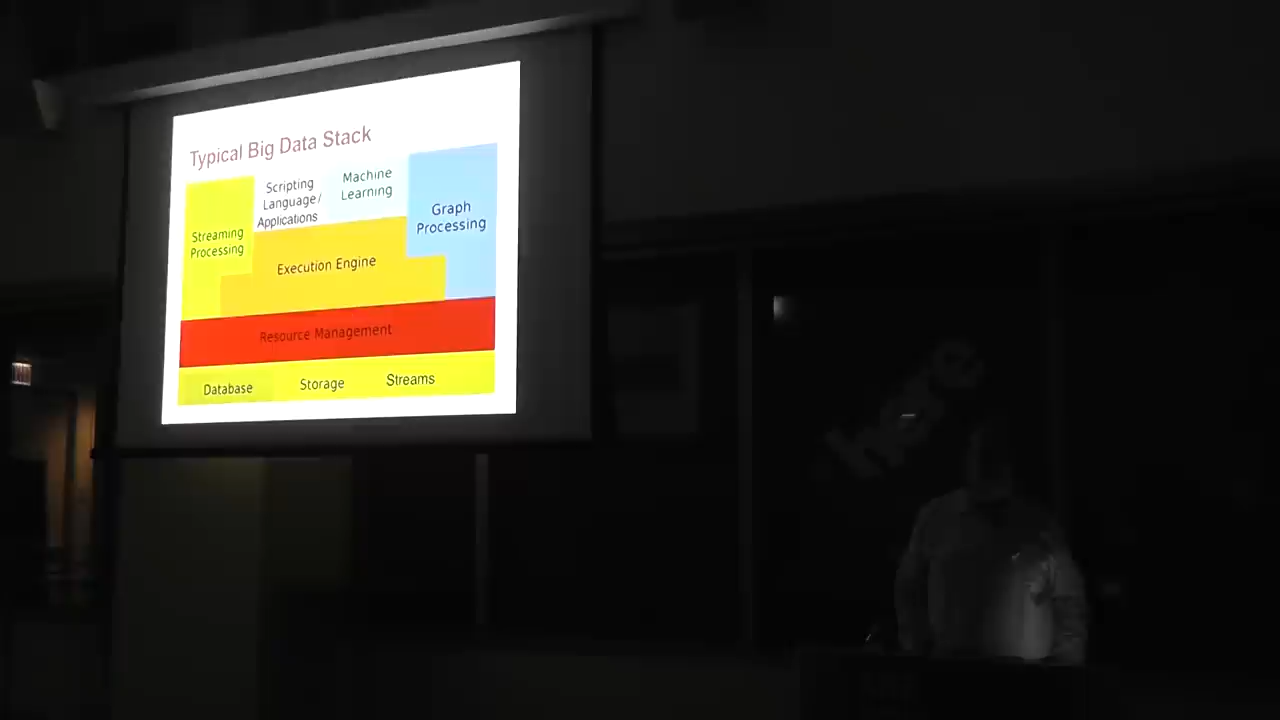 Typical Big Data Stack
Streaming
Processing
Scripting
Language/
Applications
Machine
Learning
Graph
Processing
Execution Engine
Resource Management
Database
Storage
Streams